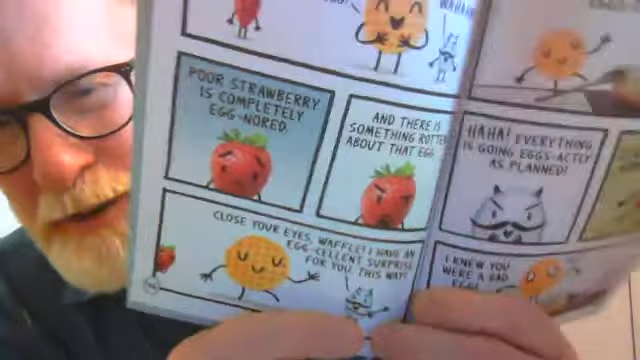 POOR STRAWBERRY
IS COMPLETELY
EGG-NORED.
AND THERE IS
SOMETHING
ABOUT THAT EGG
CLOSE YOUR EYES, WAFFLE! I HAVE AN
EGG-CELLENT SURPRISE
FOR YOU. THIS WAY!
HAHA! EVERYTHING
IS GOING EGGS-ACTLY
AS PLANNED!
I KNEW YOU
WERE A BAD
EGG!